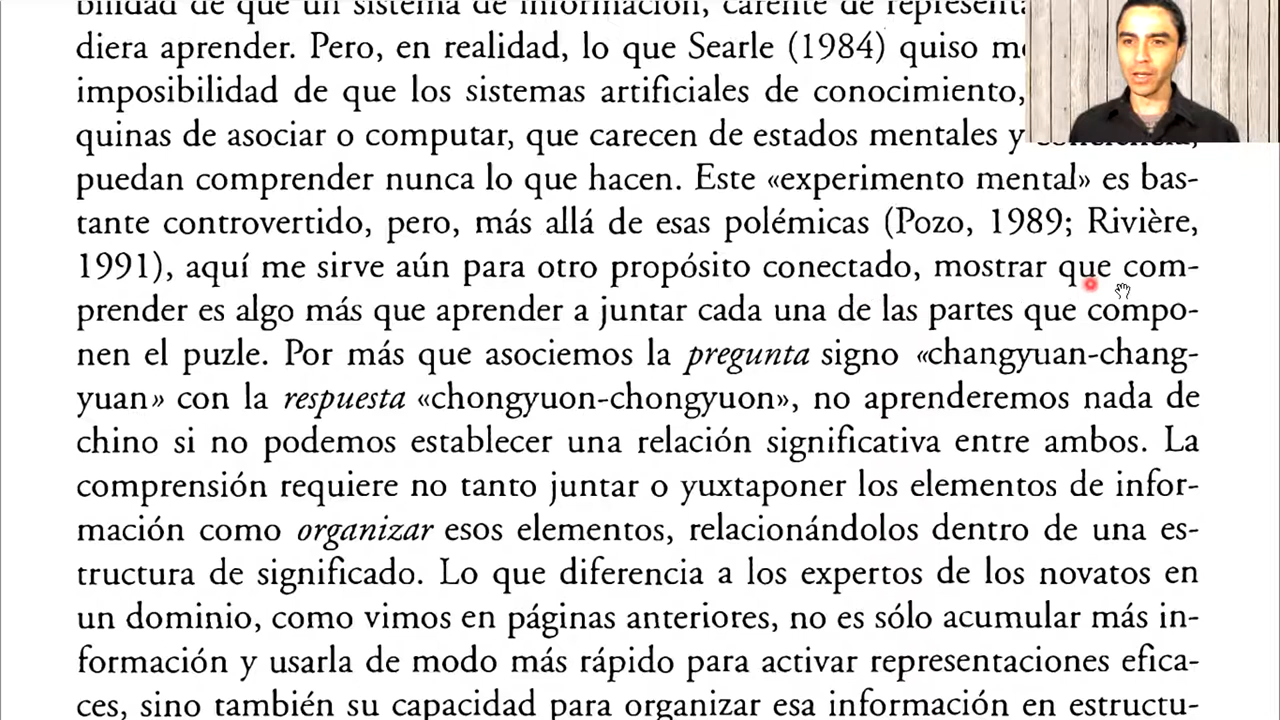 bilidad de que un sistema de información, carente de
diera aprender. Pero, en realidad, lo que Searle (1984) quiso
imposibilidad de que los sistemas artificiales de conocimiento,
quinas de asociar o computar, que carecen de estados mentales y
puedan comprender nunca lo que hacen. Este «experimento mental» es bas-
tante controvertido, pero, más allá de esas polémicas (Pozo, 1989; Rivière,
1991), aquí me sirve aún para otro propósito conectado, mostrar que com-
prender es algo más que aprender a juntar cada una de las partes que compo-
nen el puzle. Por más que asociemos la pregunta signo «changyuan-chang-
yuan» con la respuesta «chongyuon-chongyuon», no aprenderemos nada de
chino si no podemos establecer una relación significativa entre ambos. La
comprensión requiere no tanto juntar o yuxtaponer los elementos de infor-
mación como organizar esos elementos, relacionándolos dentro de una es-
tructura de significado. Lo que diferencia a los expertos de los novatos en
un dominio, como vimos en páginas anteriores, no es sólo acumular más in-
formación y usarla de modo más rápido para activar representaciones efica-
ces, sino también su capacidad para organizar esa información en estructu-